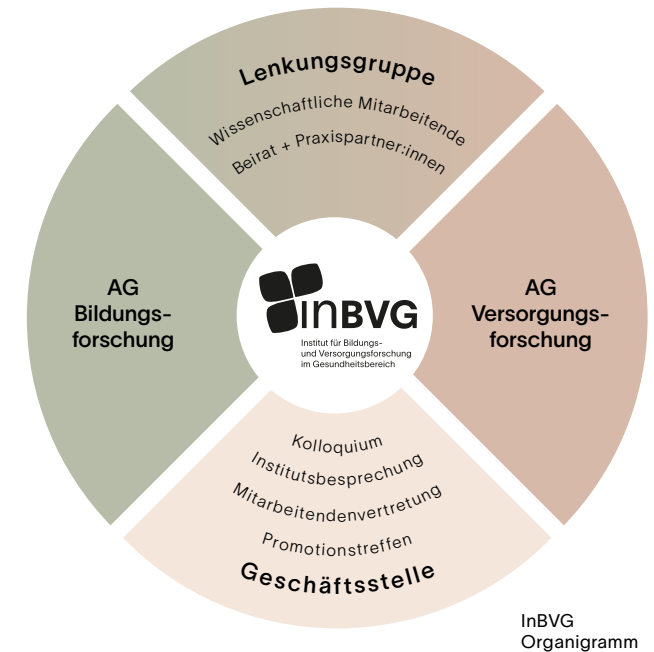 Lenkungsgruppe
Wissenschaftliche Mitarbeitende
Beirat + Praxispartner:innen
AG
Bildungs-
forschung
InBVG
Institut für Bildungs-
und Versorgungsforschung
im Gesundheitsbereich
AG
Versorgungs-
forschung
Kolloquium
Institutsbesprechung
Mitarbeitendenvertretung
Promotionstreffen
Geschäftsstelle
InBVG
Organigramm